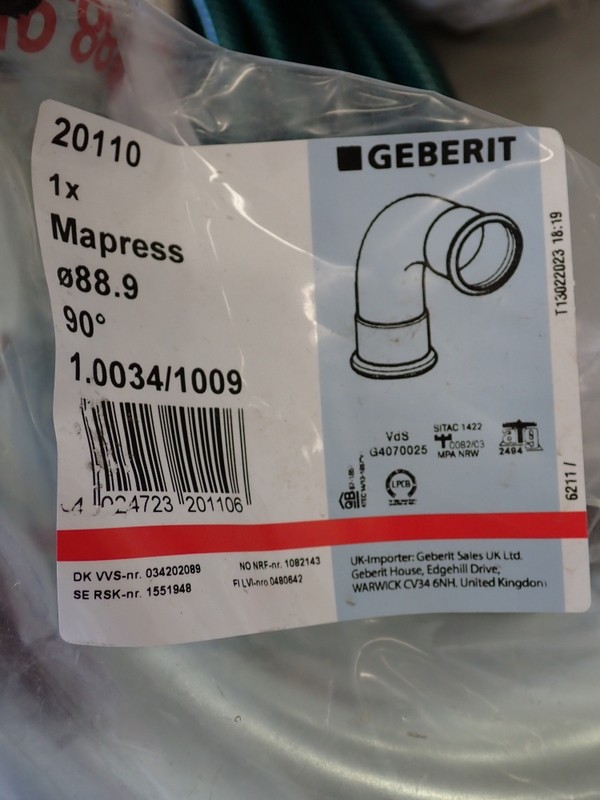 20110
1x
Mapress
ø88.9
90°
1.0034/1009
4 024723 201106
GEBERIT
T13022023 18:19
VdS
G4070025
SITAC 1422
0082/03
MPA NRW
2494
LPCB
6211 /
DK VVS-nr. 034202089
SE RSK-nr. 1551948
NO NRF-nr. 1082143
FI LVI-nro 0480642
UK-Importer: Geberit Sales UK Ltd.
Geberit House, Edgehill Drive,
WARWICK CV34 6NH, United Kingdom